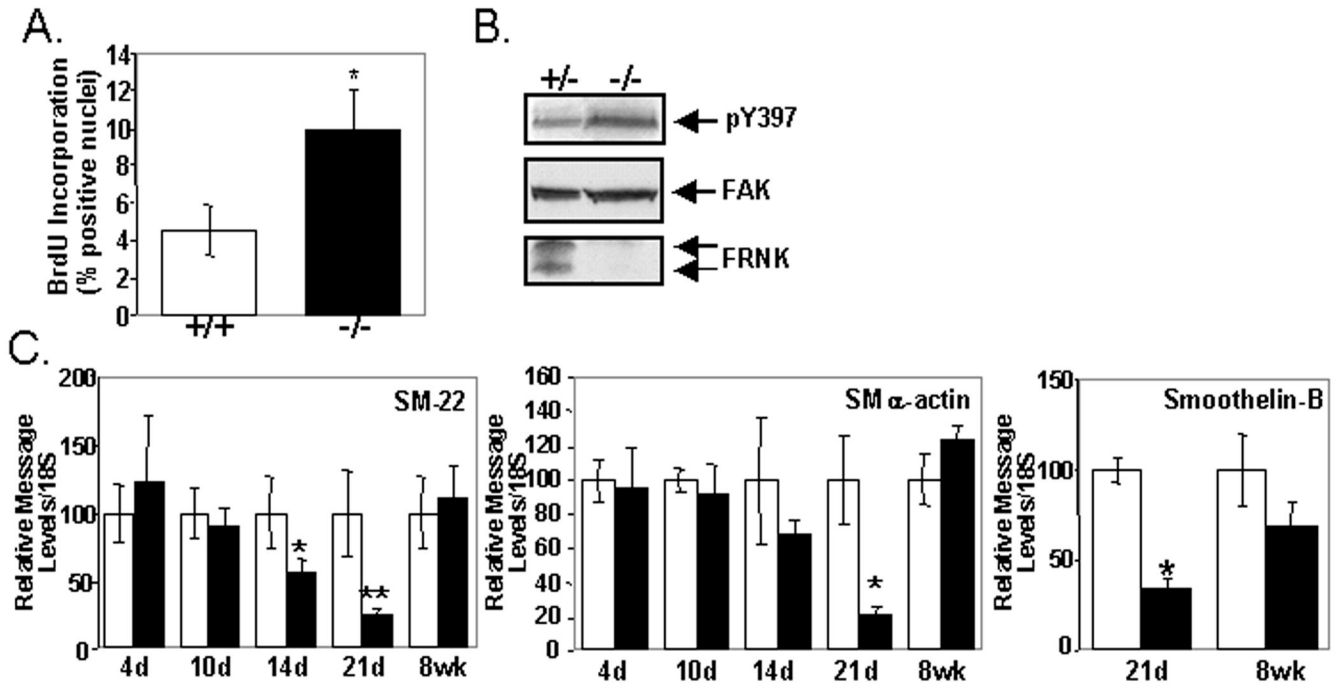 A.
BrdU Incorporation
(% positive nuclei)
14
12
10
8
6
4
2
0
*
+/+
-/-
B.
+/- -/-
pY397
FAK
FRNK
C.
Relative Message
Levels/18S
200
150
100
50
0
SM-22
*
**
4d 10d 14d 21d 8wk
Relative Message
Levels/18S
160
140
120
100
80
60
40
20
0
SM α-actin
*
4d 10d 14d 21d 8wk
Relative Message
Levels/18S
150
100
50
0
Smoothelin-B
*
21d 8wk